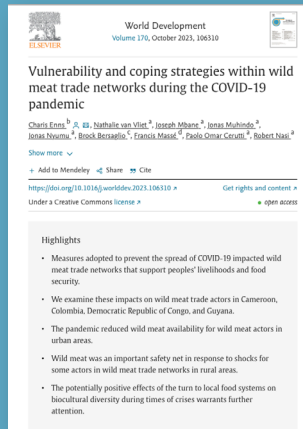 World Development
Volume 170, October 2023, 106310
ELSEVIER
Vulnerability and coping strategies within wild
meat trade networks during the COVID-19
pandemic
Charis Enns b, Nathalie van Vliet a, Joseph Mbane a, Jonas Muhindo a,
Jonas Nyumu a, Brock Bersaglio c, Francis Massé d, Paolo Omar Cerutti a, Robert Nasi a
Show more
+ Add to Mendeley Share Cite
https://doi.org/10.1016/j.worlddev.2023.106310 Get rights and content
Under a Creative Commons license open access
Highlights
• Measures adopted to prevent the spread of COVID-19 impacted wild
meat trade networks that support peoples' livelihoods and food
security.
• We examine these impacts on wild meat trade actors in Cameroon,
Colombia, Democratic Republic of Congo, and Guyana.
• The pandemic reduced wild meat availability for wild meat actors in
urban areas.
• Wild meat was an important safety net in response to shocks for
some actors in wild meat trade networks in rural areas.
• The potentially positive effects of the turn to local food systems on
biocultural diversity during times of crises warrants further
attention.